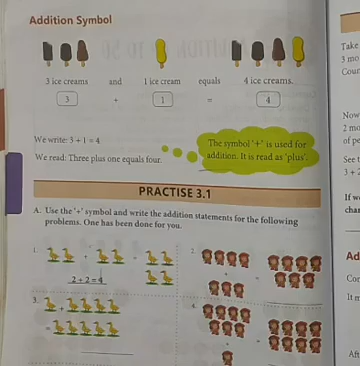 Addition Symbol
3 ice creams and 1 ice cream equals 4 ice creams.
3 + 1 = 4
We write: 3 + 1 = 4
We read: Three plus one equals four.
The symbol '+' is used for
addition. It is read as 'plus'.
PRACTISE 3.1
A. Use the '+' symbol and write the addition statements for the following
problems. One has been done for you.
1. + =
2 + 2 = 4
2. + =
3. + =
4. + =
Take
3 mo
Coun
Now
2 mo
of pe
See t
3 + 2
If w
char
Ad
Con
It m
Aft